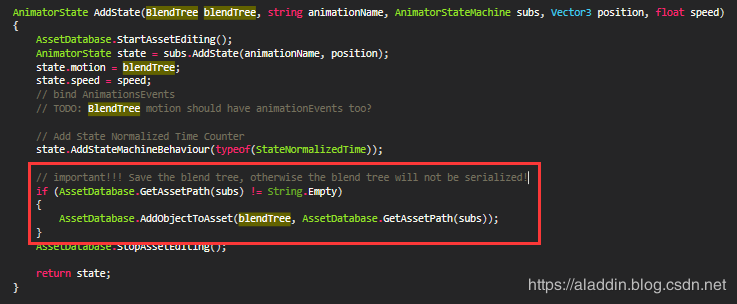 AnimatorState AddState(BlendTree blendTree, string animationName, AnimatorStateMachine subs, Vector3 position, float speed)
{
    AssetDatabase.StartAssetEditing();
    AnimatorState state = subs.AddState(animationName, position);
    state.motion = blendTree;
    state.speed = speed;
    // bind AnimationsEvents
    // TODO: BlendTree motion should have animationEvents too?

    // Add State Normalized Time Counter
    state.AddStateMachineBehaviour(typeof(StateNormalizedTime));

    // important!!! Save the blend tree, otherwise the blend tree will not be serialized!
    if (AssetDatabase.GetAssetPath(subs) != String.Empty)
    {
        AssetDatabase.AddObjectToAsset(blendTree, AssetDatabase.GetAssetPath(subs));
    }
    AssetDatabase.StopAssetEditing();

    return state;
}
https://aladdin.blog.csdn.net